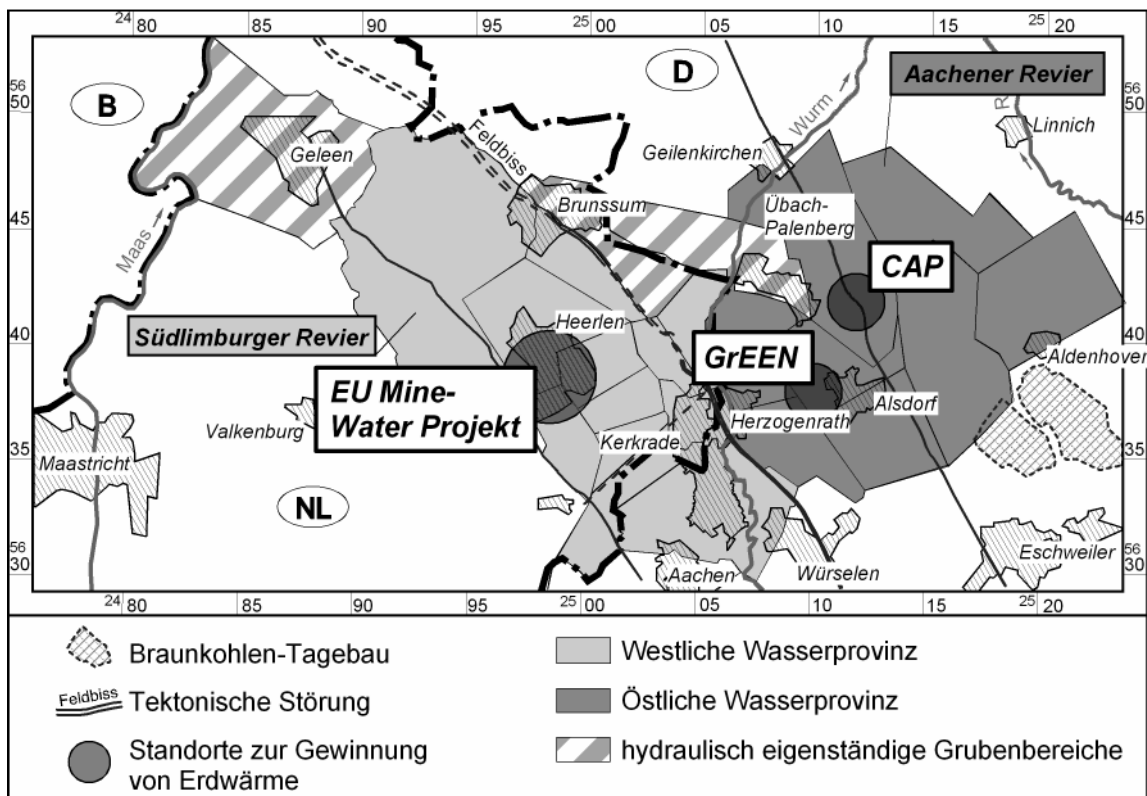 24 80 85 90 95 25 00 05 10 15 25 20
56 50
45
40
35
56 30
50
45
40
35
56 30
B
D
NL
Aachener Revier
Wurm
R
Linnich
Geleen
Feldbiss
Geilenkirchen
Brunssum
Übach-
Palenberg
Maas
CAP
Südlimburger Revier
Heerlen
GrEEN
Aldenhoven
EU Mine-
Water Projekt
Valkenburg
Kerkrade
Herzogenrath
Alsdorf
Maastricht
Aachen
Würselen
Eschweiler
24 80 85 90 95 25 00 05 10 15 25 20
Braunkohlen-Tagebau
Feldbiss
Tektonische Störung
Standorte zur Gewinnung
von Erdwärme
Westliche Wasserprovinz
Östliche Wasserprovinz
hydraulisch eigenständige Grubenbereiche